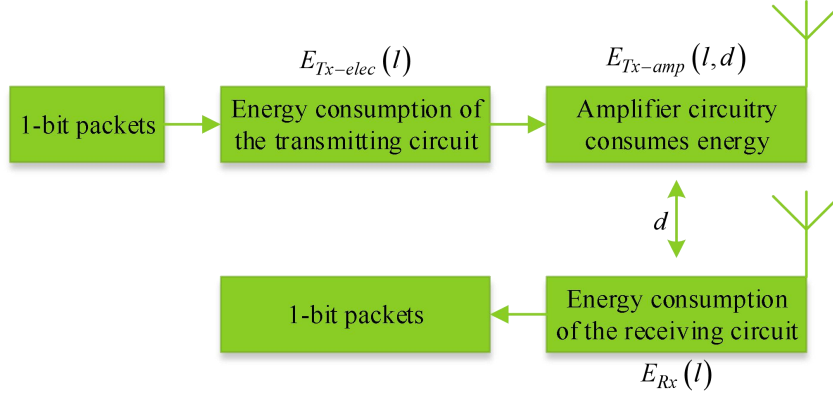 E_{Tx-elec}(l)
E_{Tx-amp}(l,d)
1-bit packets
Energy consumption of
the transmitting circuit
Amplifier circuitry
consumes energy
d
1-bit packets
Energy consumption
of the receiving circuit
E_{Rx}(l)